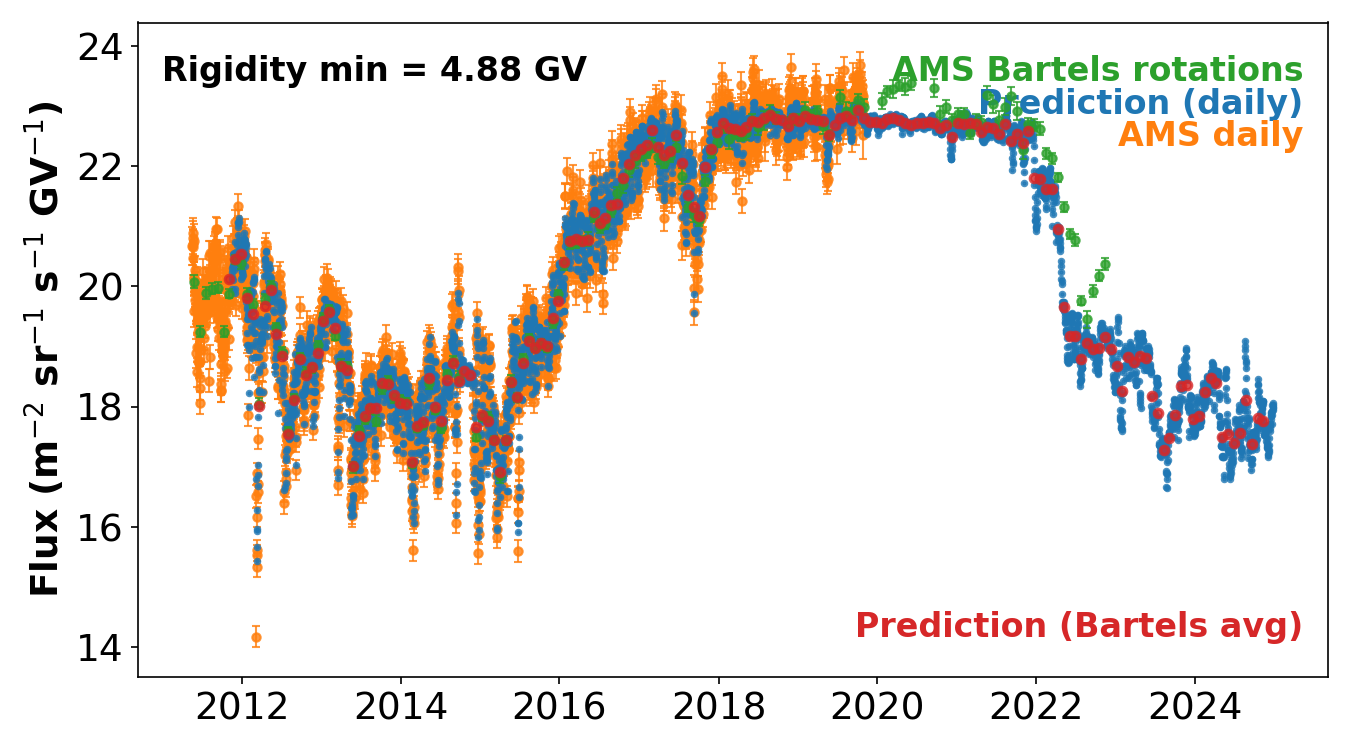 24
22
20
18
16
14
Flux (m⁻² sr⁻¹ s⁻¹ GV⁻¹)
Rigidity min = 4.88 GV
AMS Bartels rotations
Prediction (daily)
AMS daily
Prediction (Bartels avg)
2012 2014 2016 2018 2020 2022 2024